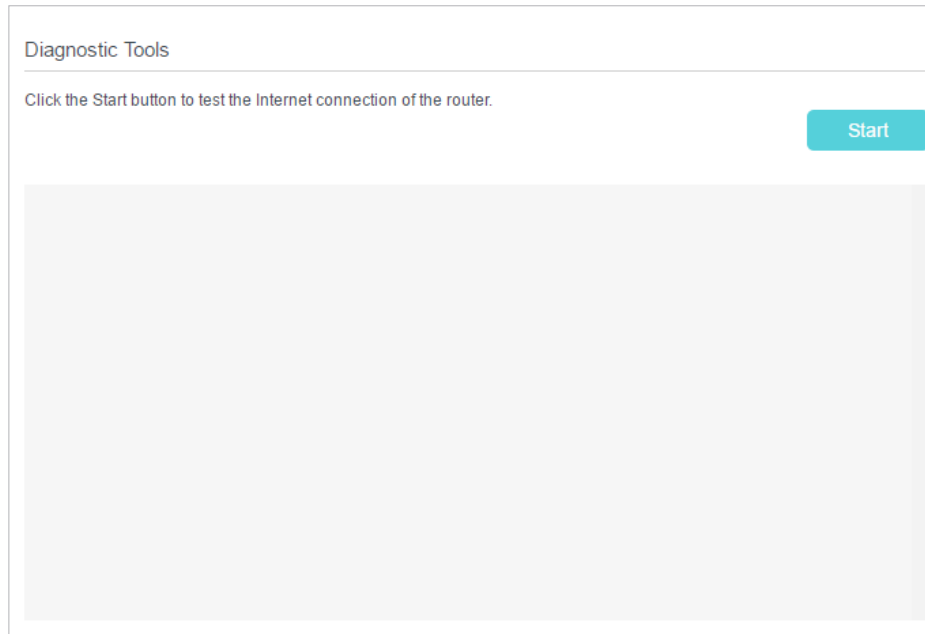 Diagnostic Tools
Click the Start button to test the Internet connection of the router.
Start